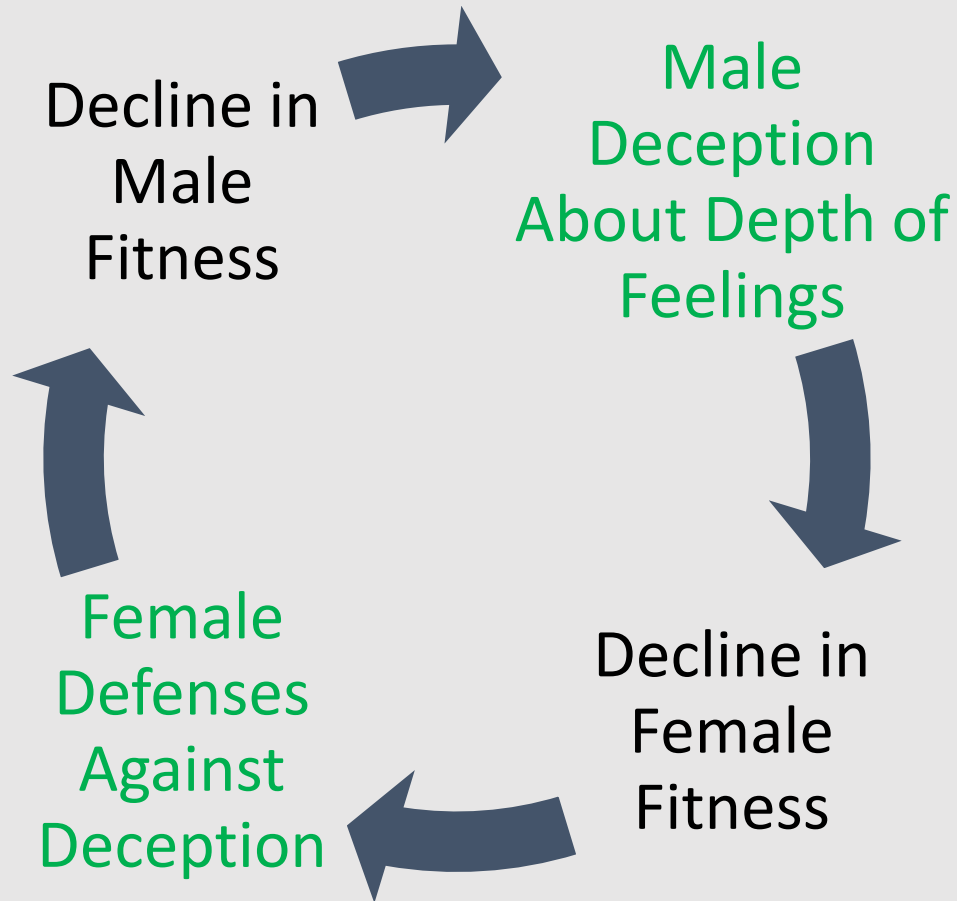 Decline in
Male
Fitness
Male
Deception
About Depth of
Feelings
Decline in
Female
Fitness
Female
Defenses
Against
Deception